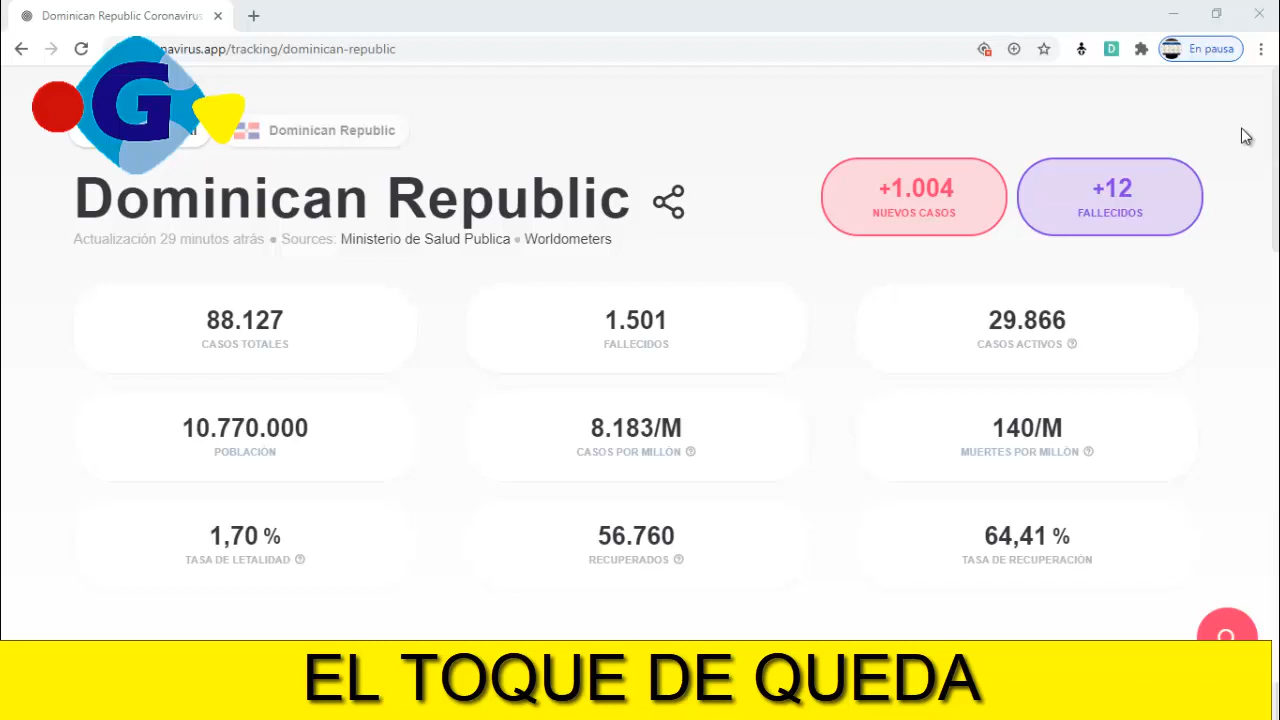 Dominican Republic Coronavirus
navirus.app/tracking/dominican-republic
En pausa
G
Dominican Republic
Dominican Republic
+1.004
NUEVOS CASOS
+12
FALLECIDOS
Actualización 29 minutos atrás ● Sources: Ministerio de Salud Publica ● Worldometers
88.127
CASOS TOTALES
1.501
FALLECIDOS
29.866
CASOS ACTIVOS
10.770.000
POBLACIÓN
8.183/M
CASOS POR MILLÓN
140/M
MUERTES POR MILLÓN
1,70 %
TASA DE LETALIDAD
56.760
RECUPERADOS
64,41 %
TASA DE RECUPERACIÓN
EL TOQUE DE QUEDA